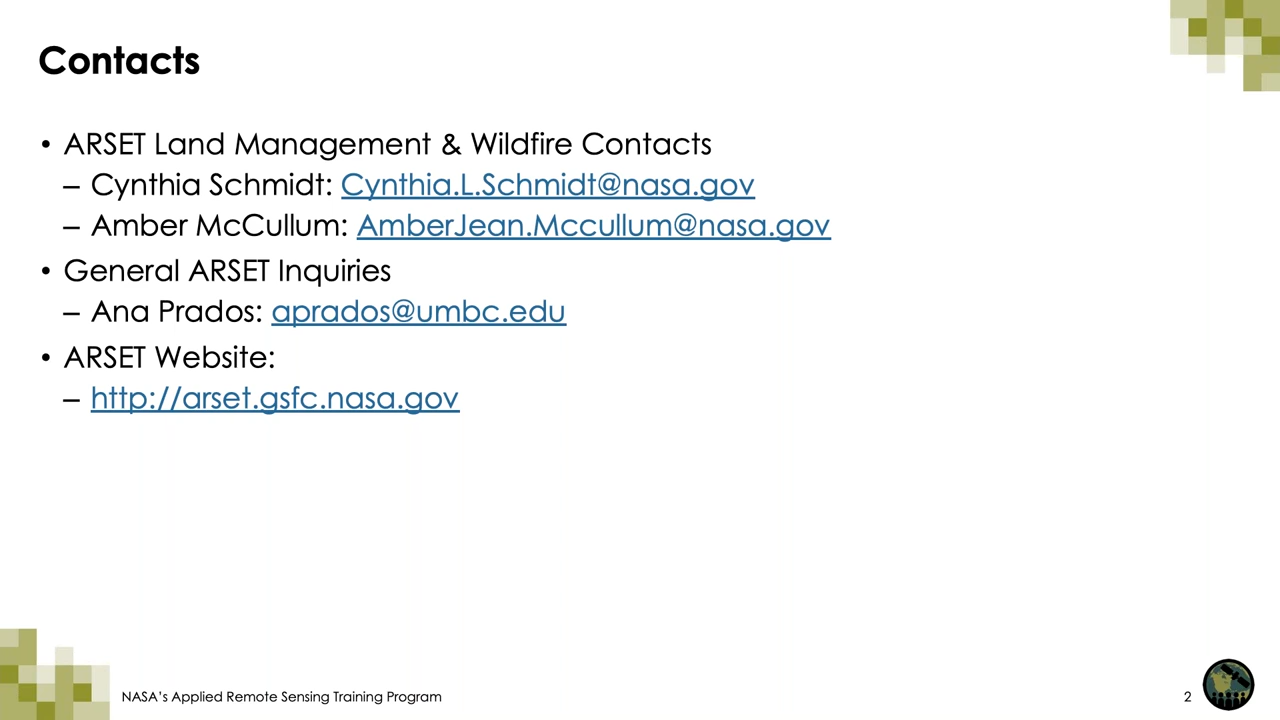 Contacts
• ARSET Land Management & Wildfire Contacts
– Cynthia Schmidt: Cynthia.L.Schmidt@nasa.gov
– Amber McCullum: AmberJean.Mccullum@nasa.gov
• General ARSET Inquiries
– Ana Prados: aprados@umbc.edu
• ARSET Website:
– http://arset.gsfc.nasa.gov
NASA's Applied Remote Sensing Training Program
2